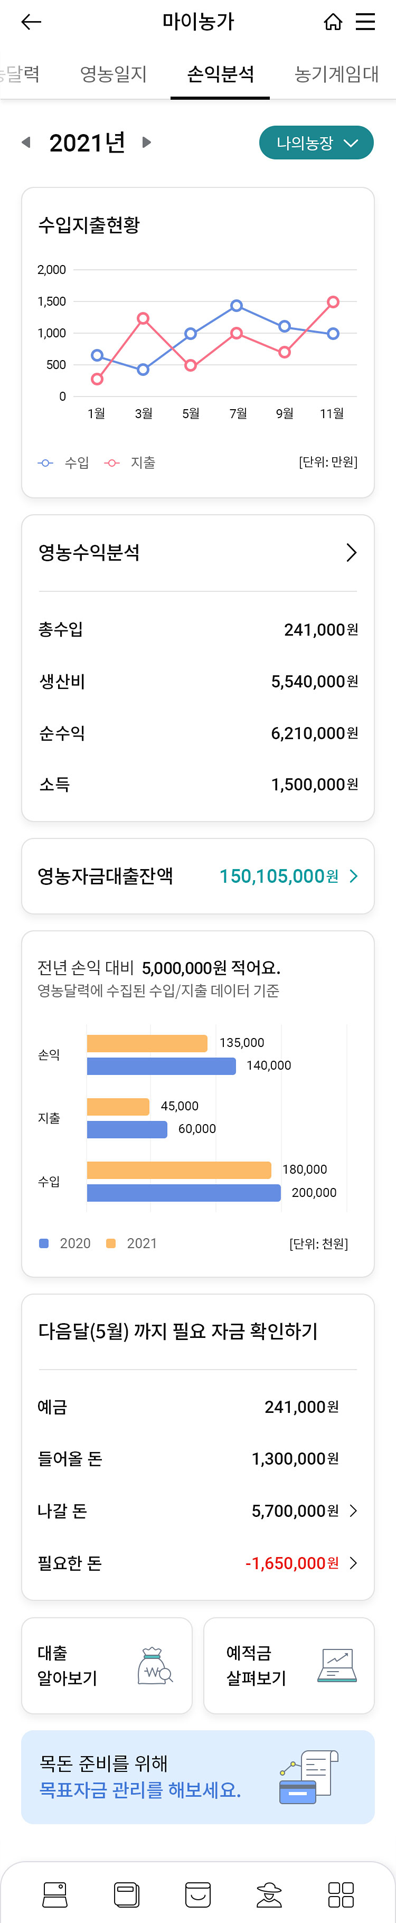 마이농가
농달력 영농일지 손익분석 농기계임대
2021년 나의농장
수입지출현황
2,000
1,500
1,000
500
0
1월 3월 5월 7월 9월 11월
수입 지출 [단위: 만원]
영농수익분석
총수입 241,000원
생산비 5,540,000원
순수익 6,210,000원
소득 1,500,000원
영농자금대출잔액 150,105,000원
전년 손익 대비 5,000,000원 적어요.
영농달력에 수집된 수입/지출 데이터 기준
135,000
손익
140,000
45,000
지출
60,000
180,000
수입
200,000
2020 2021 [단위: 천원]
다음달(5월) 까지 필요 자금 확인하기
예금 241,000원
들어올 돈 1,300,000원
나갈 돈 5,700,000원
필요한 돈 -1,650,000원
대출
알아보기
예적금
살펴보기
목돈 준비를 위해
목표자금 관리를 해보세요.